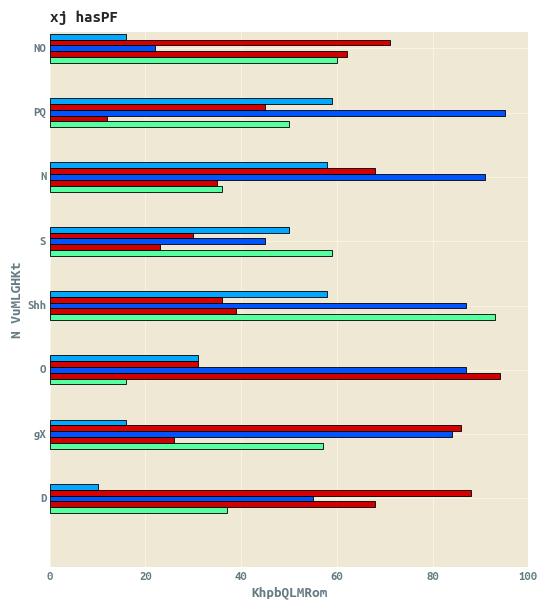 xj hasPF
NO
PQ
N
S
Shh
O
gX
D
N VuMLGHKt
0 20 40 60 80 100
KhpbQLMRom